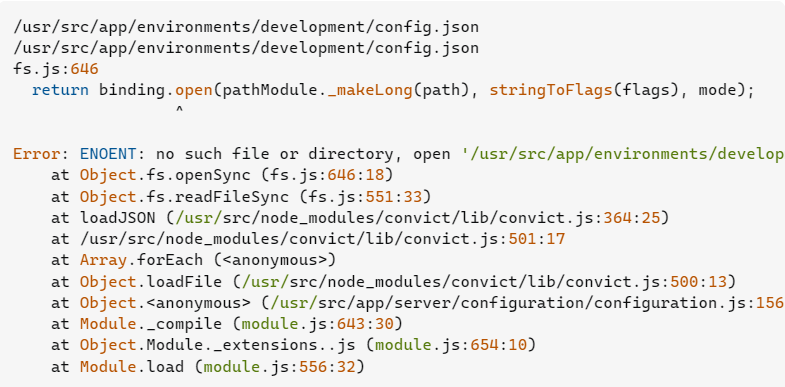 /usr/src/app/environments/development/config.json
/usr/src/app/environments/development/config.json
fs.js:646
  return binding.open(pathModule._makeLong(path), stringToFlags(flags), mode);
                 ^
Error: ENOENT: no such file or directory, open '/usr/src/app/environments/develop
    at Object.fs.openSync (fs.js:646:18)
    at Object.fs.readFileSync (fs.js:551:33)
    at loadJSON (/usr/src/node_modules/convict/lib/convict.js:364:25)
    at /usr/src/node_modules/convict/lib/convict.js:501:17
    at Array.forEach (<anonymous>)
    at Object.loadFile (/usr/src/node_modules/convict/lib/convict.js:500:13)
    at Object.<anonymous> (/usr/src/app/server/configuration/configuration.js:156
    at Module._compile (module.js:643:30)
    at Object.Module._extensions..js (module.js:654:10)
    at Module.load (module.js:556:32)